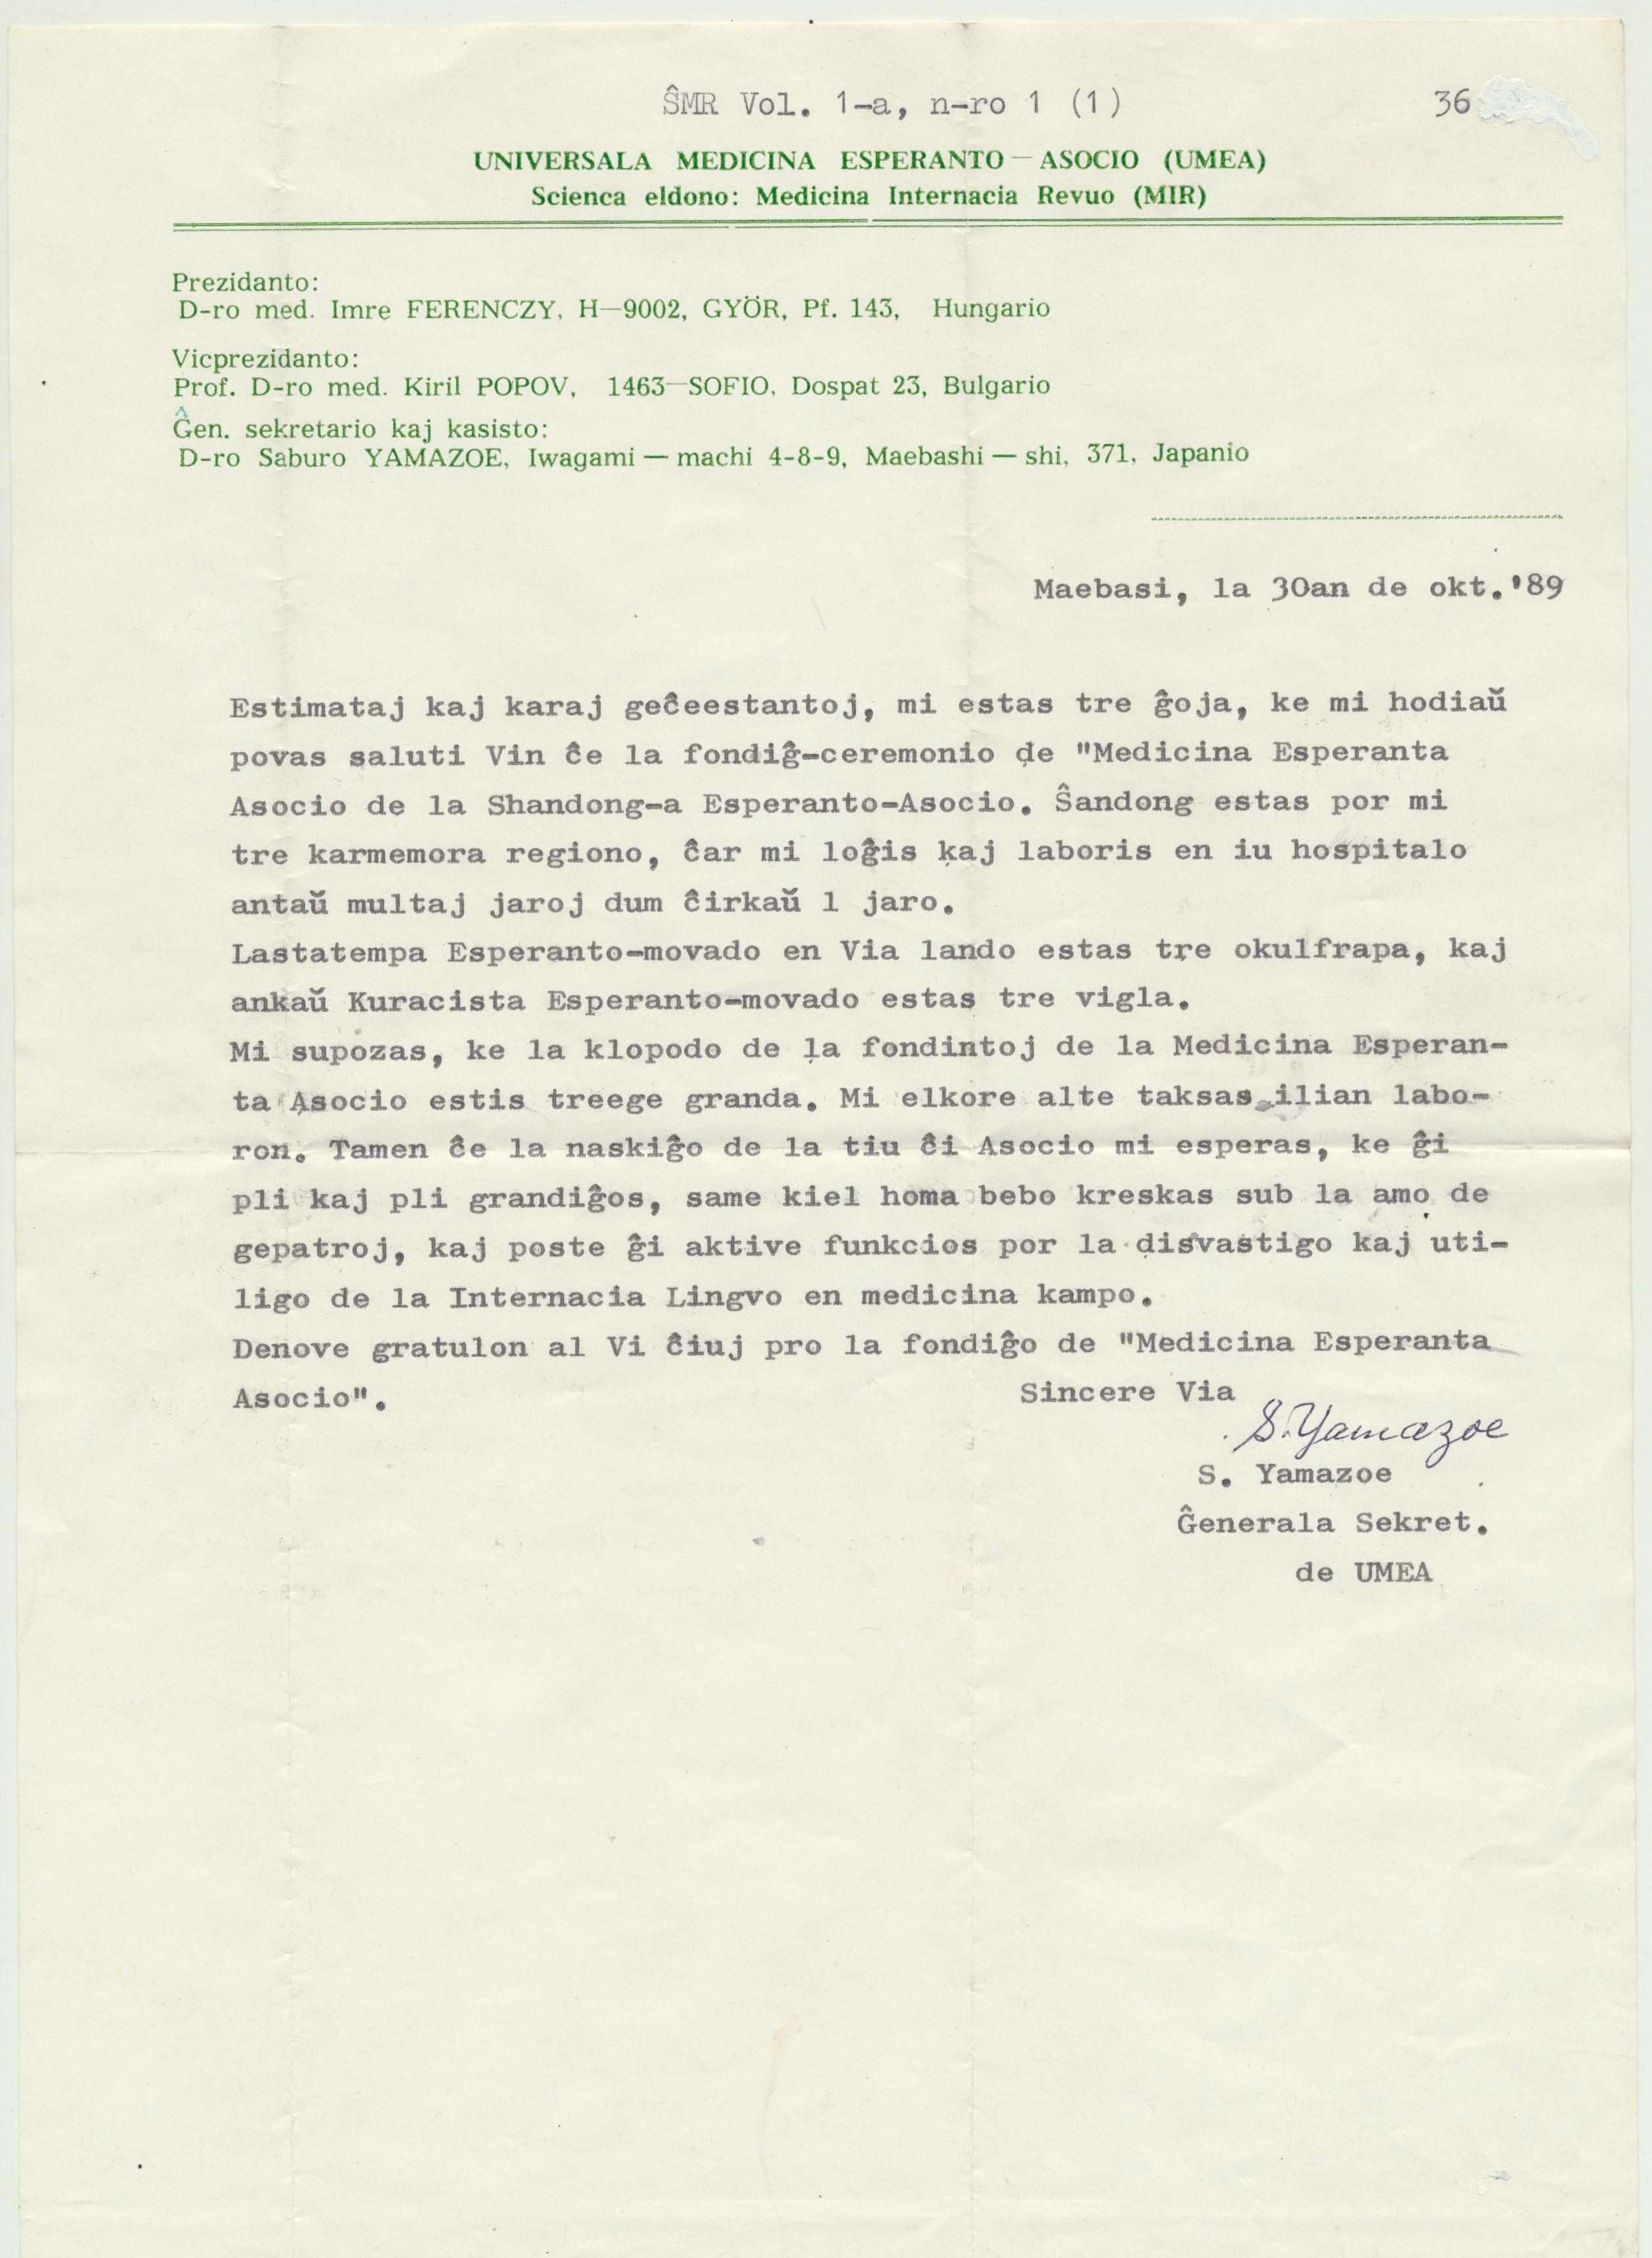 ŜMR Vol. 1-a, n-ro 1 (1) 36
UNIVERSALA MEDICINA ESPERANTO — ASOCIO (UMEA)
Scienca eldono: Medicina Internacia Revuo (MIR)
Prezidanto:
D-ro med. Imre FERENCZY, H—9002, GYÖR, Pf. 143, Hungario
Vicprezidanto:
Prof. D-ro med. Kiril POPOV, 1463—SOFIO, Dospat 23, Bulgario
Ĝen. sekretario kaj kasisto:
D-ro Saburo YAMAZOE, Iwagami — machi 4-8-9, Maebashi — shi, 371, Japanio
Maebasi, la 30an de okt.'89
Estimataj kaj karaj geĉeestantoj, mi estas tre ĝoja, ke mi hodiaŭ
povas saluti Vin ĉe la fondiĝ-ceremonio de "Medicina Esperanta
Asocio de la Shandong-a Esperanto-Asocio. Ŝandong estas por mi
tre karmemora regiono, ĉar mi loĝis kaj laboris en iu hospitalo
antaŭ multaj jaroj dum ĉirkaŭ 1 jaro.
Lastatempa Esperanto-movado en Via lando estas tre okulfrapa, kaj
ankaŭ Kuracista Esperanto-movado estas tre vigla.
Mi supozas, ke la klopodo de la fondintoj de la Medicina Esperan-
ta Asocio estis treege granda. Mi elkore alte taksas ilian labo-
ron. Tamen ĉe la naskiĝo de la tiu ĉi Asocio mi esperas, ke ĝi
pli kaj pli grandiĝos, same kiel homa bebo kreskas sub la amo de
gepatroj, kaj poste ĝi aktive funkcios por la disvastigo kaj uti-
ligo de la Internacia Lingvo en medicina kampo.
Denove gratulon al Vi ĉiuj pro la fondiĝo de "Medicina Esperanta
Asocio". Sincere Via
S. Yamazoe
S. Yamazoe
Ĝenerala Sekret.
de UMEA